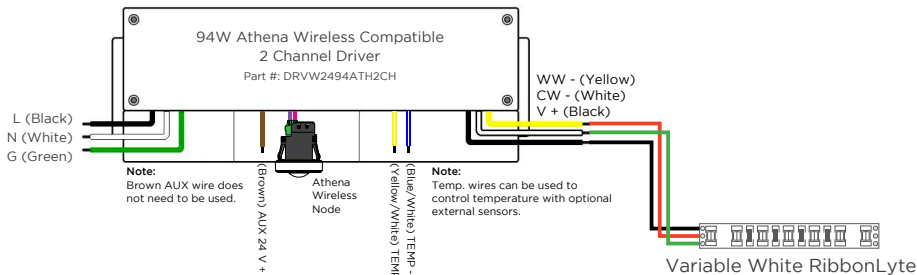 94W Athena Wireless Compatible
2 Channel Driver
Part #: DRVW2494ATH2CH
L (Black)
N (White)
G (Green)
WW - (Yellow)
CW - (White)
V + (Black)
Note:
Brown AUX wire does
not need to be used.
(Brown) AUX 24 V +
Athena
Wireless
Node
(Yellow/White)
(Blue/White) TEMP -
Note:
Temp. wires can be used to
control temperature with optional
external sensors.
Variable White RibbonLyte